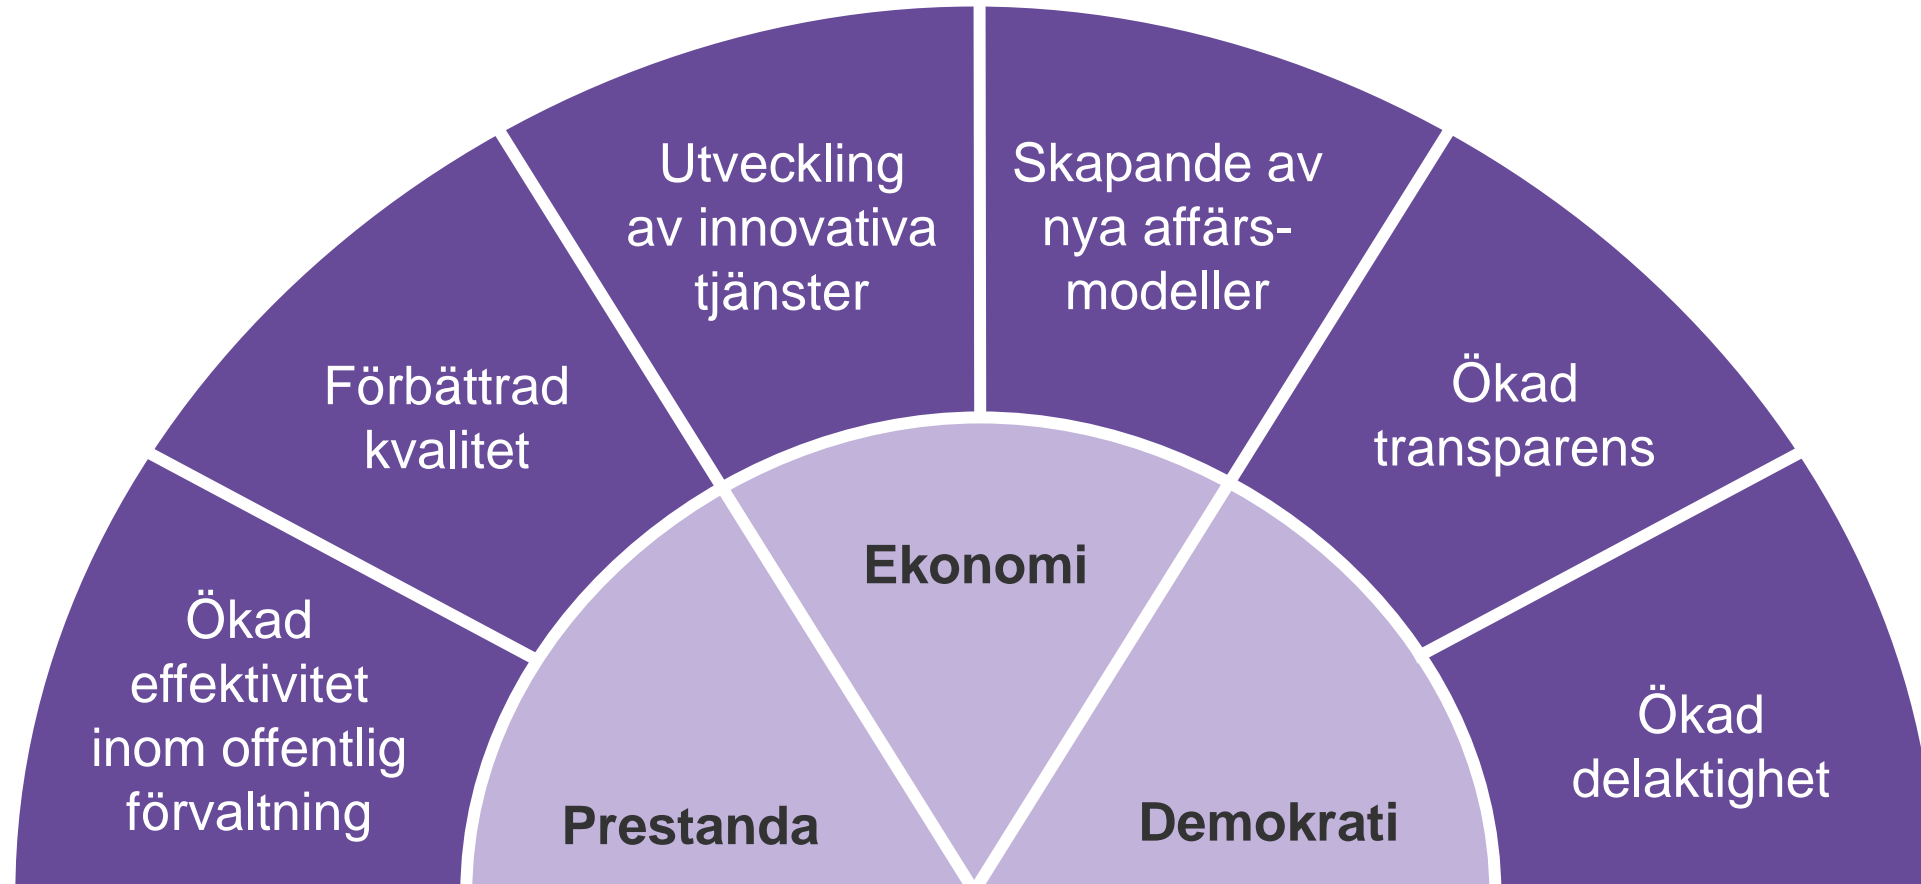 Utveckling
av innovativa
tjänster
Skapande av
nya affärs-
modeller
Förbättrad
kvalitet
Ökad
transparens
Ökad
effektivitet
inom offentlig
förvaltning
Ökad
delaktighet
Ekonomi
Prestanda
Demokrati